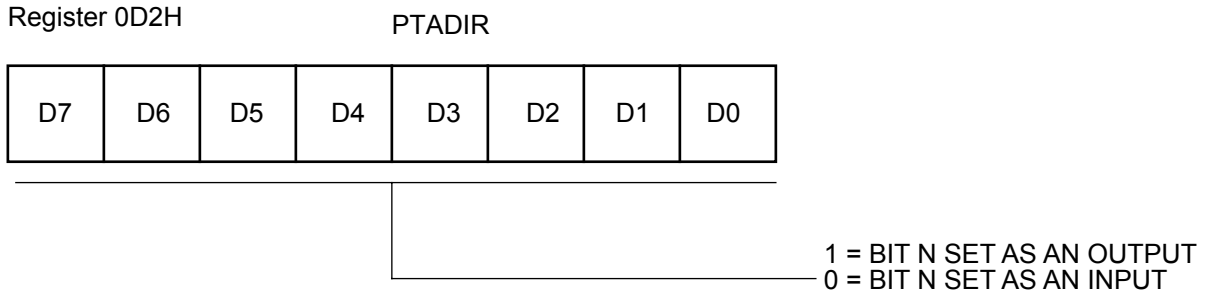 Register 0D2H
PTADIR
D7 D6 D5 D4 D3 D2 D1 D0
1 = BIT N SET AS AN OUTPUT
0 = BIT N SET AS AN INPUT